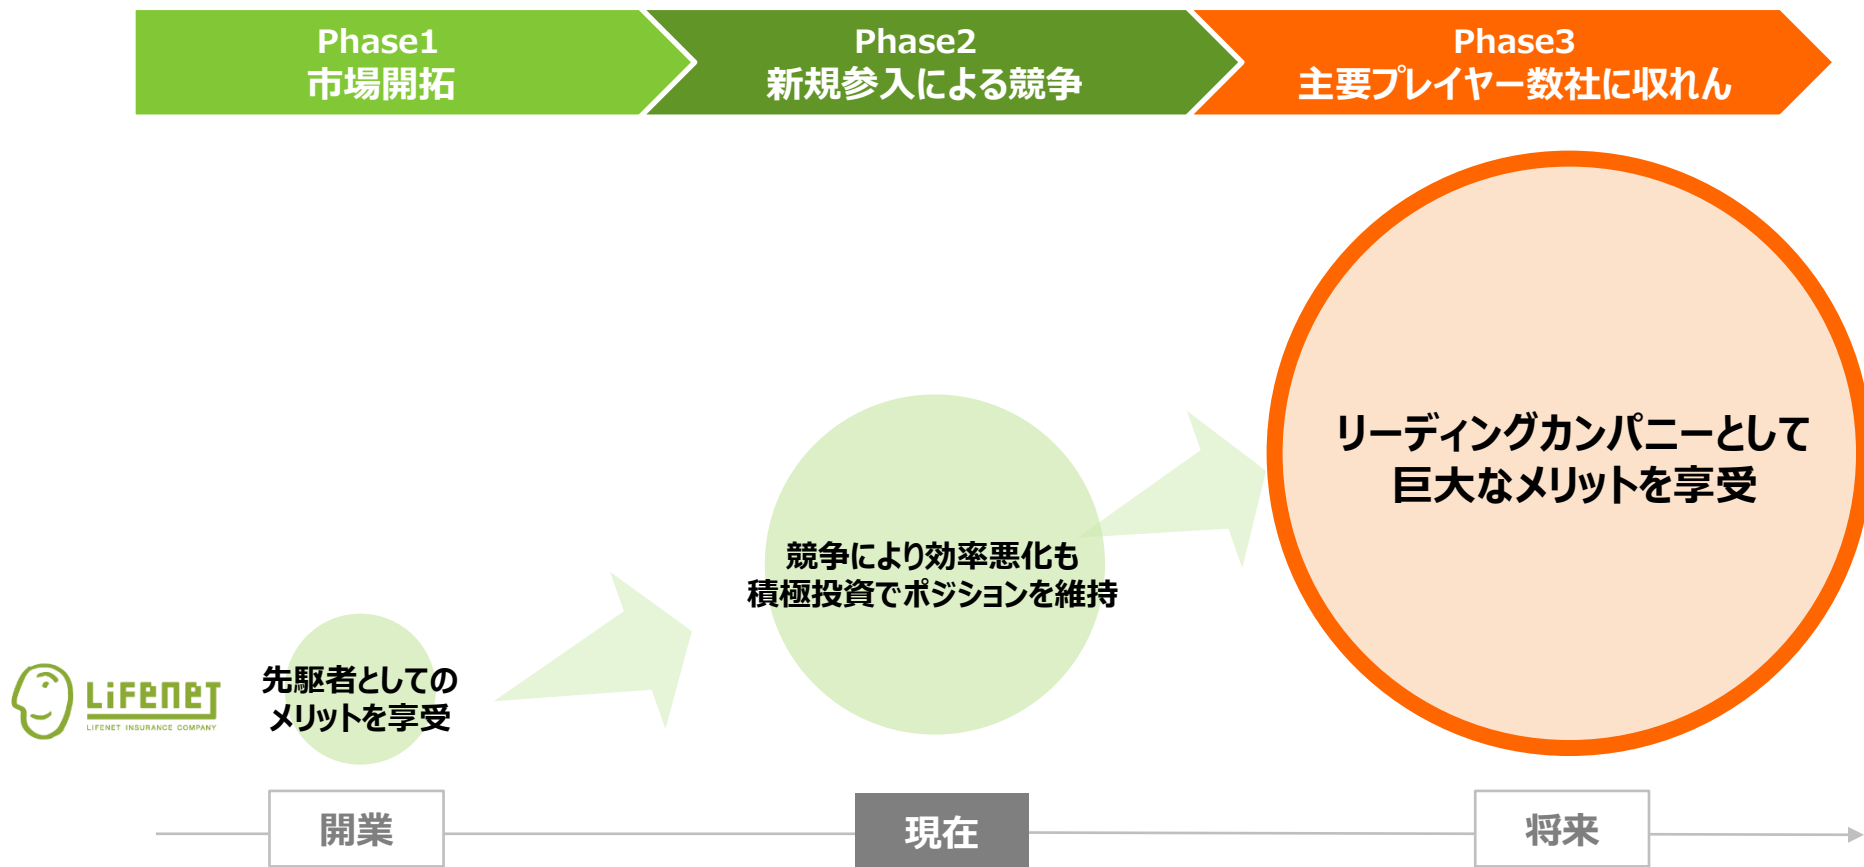 Phase1
市場開拓
Phase2
新規参入による競争
Phase3
主要プレイヤー数社に収れん
リーディングカンパニーとして
巨大なメリットを享受
競争により効率悪化も
積極投資でポジションを維持
先駆者としての
メリットを享受
LiFENET
LIFENET INSURANCE COMPANY
開業
現在
将来